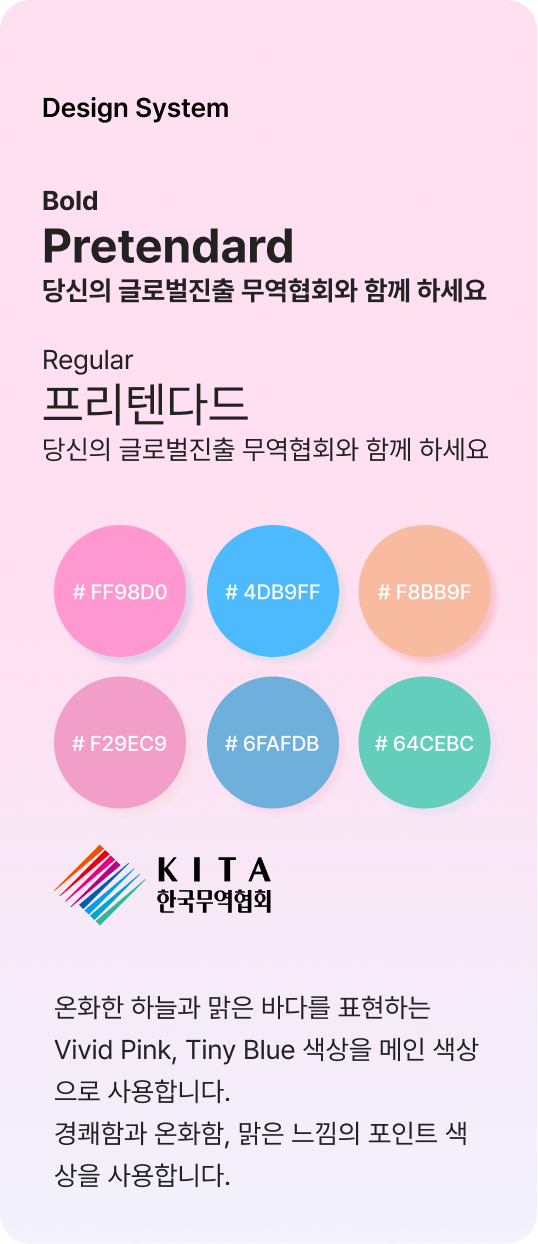 Design System
Bold
Pretendard
당신의 글로벌진출 무역협회와 함께 하세요
Regular
프리텐다드
당신의 글로벌진출 무역협회와 함께 하세요
# FF98D0
# 4DB9FF
# F8BB9F
# F29EC9
# 6FAFDB
# 64CEBC
KITA
한국무역협회
온화한 하늘과 맑은 바다를 표현하는
Vivid Pink, Tiny Blue 색상을 메인 색상
으로 사용합니다.
경쾌함과 온화함, 맑은 느낌의 포인트 색
상을 사용합니다.